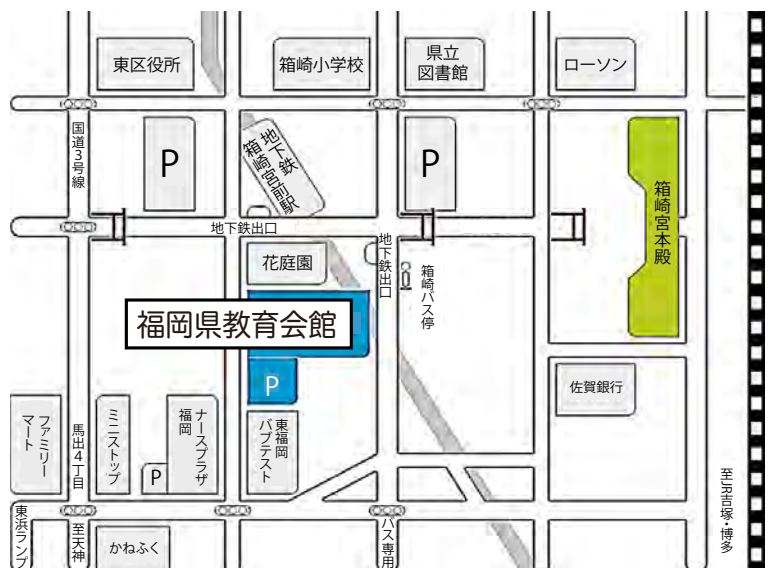 東区役所
箱崎小学校
県立
図書館
ローソン
国道3号線
P
地下鉄
箱崎宮前駅
P
箱崎宮本殿
地下鉄出口
花庭園
地下鉄出口
箱崎バス停
福岡県教育会館
P
佐賀銀行
ファミリー
マート
馬出4丁目
ミニストップ
P
ナースプラザ
福岡
東福岡
バプテスト
至JR吉塚・博多
東浜ランプ
至天神
かねふく
バス専用